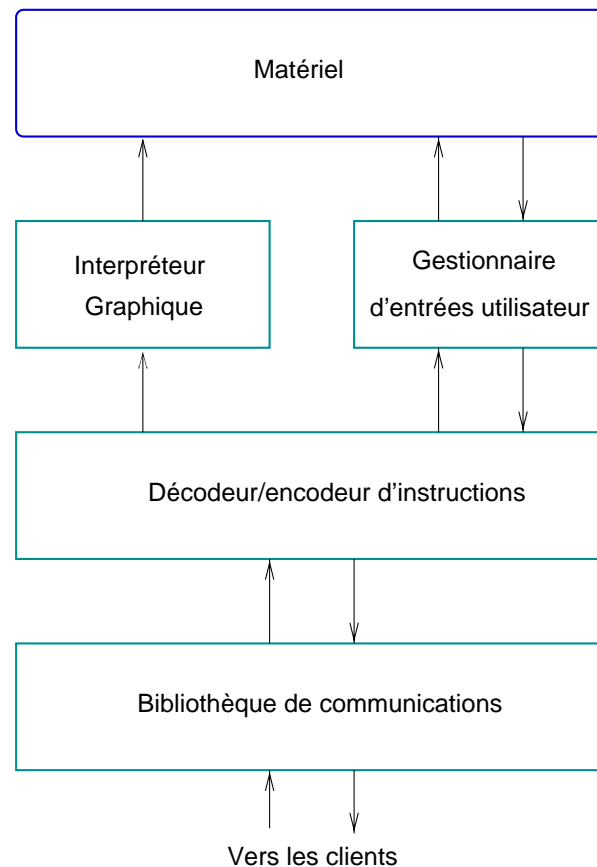 Matériel
Interpréteur
Graphique
Gestionnaire
d'entrées utilisateur
Décodeur/encodeur d'instructions
Bibliothèque de communications
Vers les clients